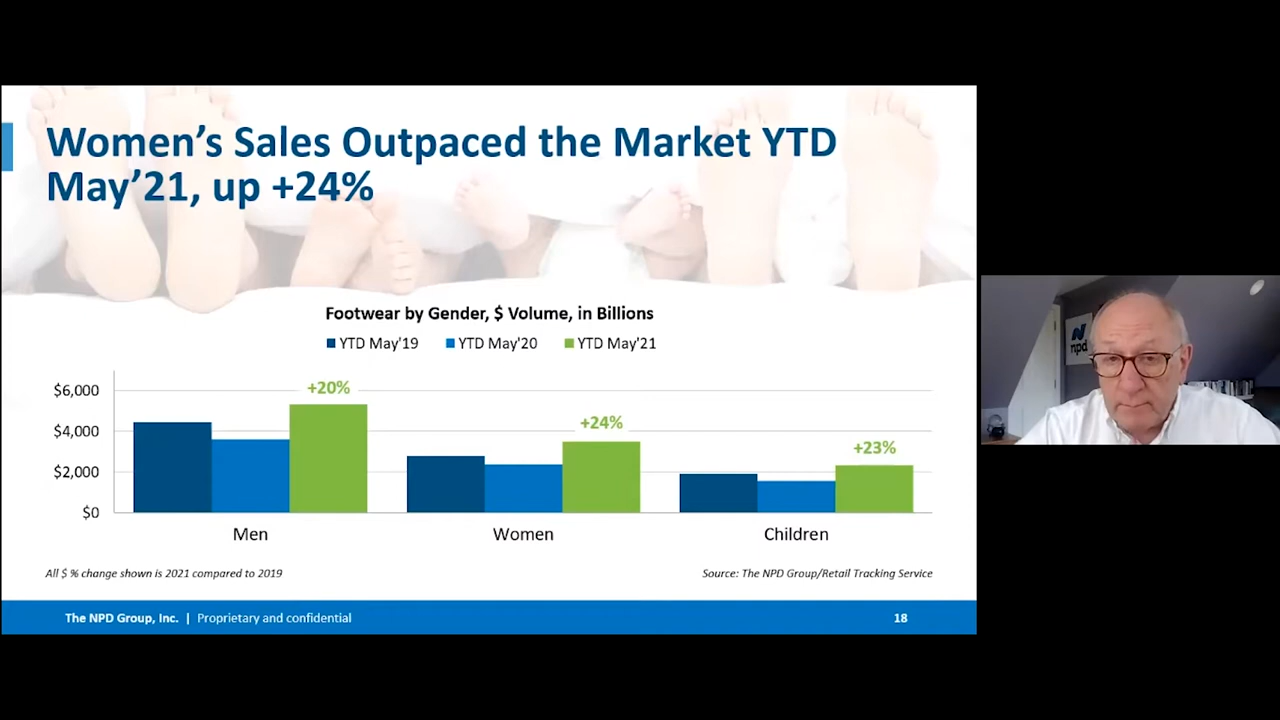 Women's Sales Outpaced the Market YTD
May'21, up +24%
Footwear by Gender, $ Volume, in Billions
YTD May'19 YTD May'20 YTD May'21
$6,000
$4,000
$2,000
$0
+20%
+24%
+23%
Men Women Children
All $ % change shown is 2021 compared to 2019
Source: The NPD Group/Retail Tracking Service
The NPD Group, Inc. | Proprietary and confidential
18
npd